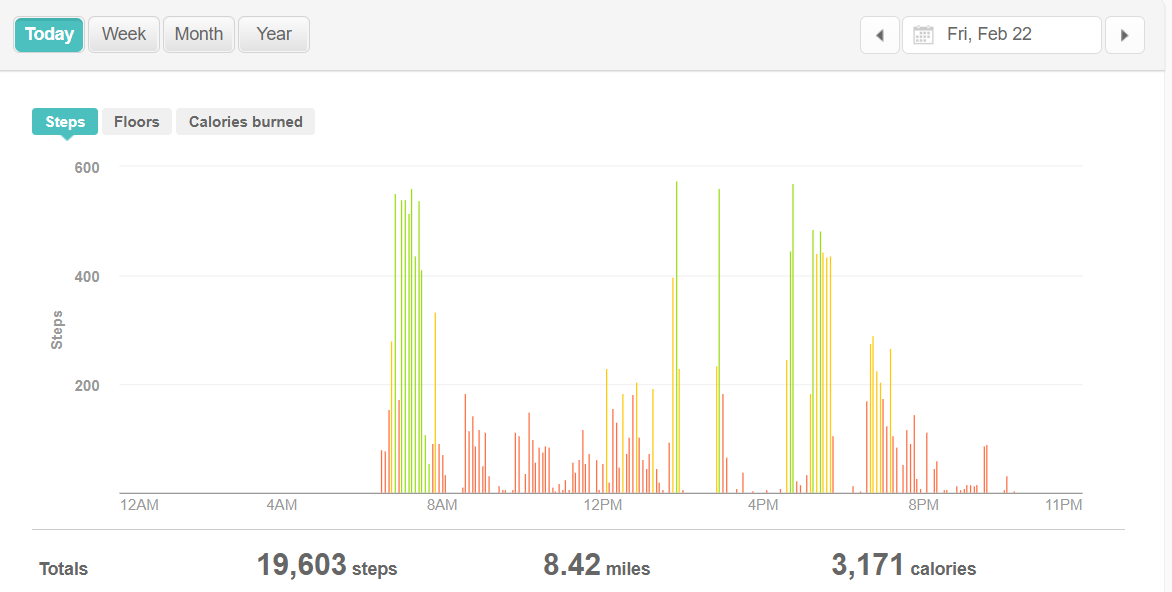 Today Week Month Year Fri, Feb 22
Steps Floors Calories burned
600
400
200
Steps
12AM 4AM 8AM 12PM 4PM 8PM 11PM
Totals 19,603 steps 8.42 miles 3,171 calories